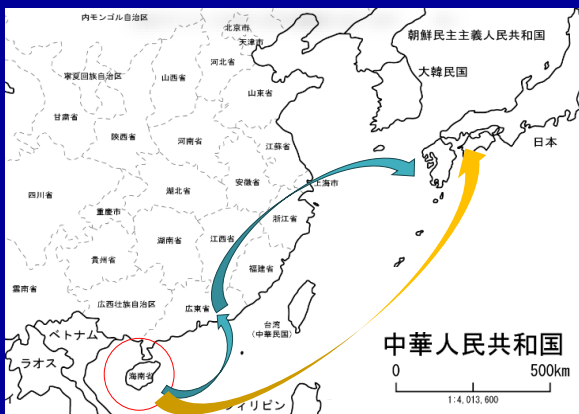 内モンゴル自治区
北京市
天津市
河北省
朝鮮民主主義人民共和国
大韓民国
寧夏回族自治区
山西省
山東省
甘粛省
陝西省
河南省
江蘇省
日本
四川省
重慶市
湖北省
安徽省
上海市
浙江省
貴州省
湖南省
江西省
福建省
雲南省
広西壮族自治区
広東省
台湾
(中華民国)
ベトナム
ラオス
海南省
フィリピン
イ
中華人民共和国
0 500km
1:4,013,600